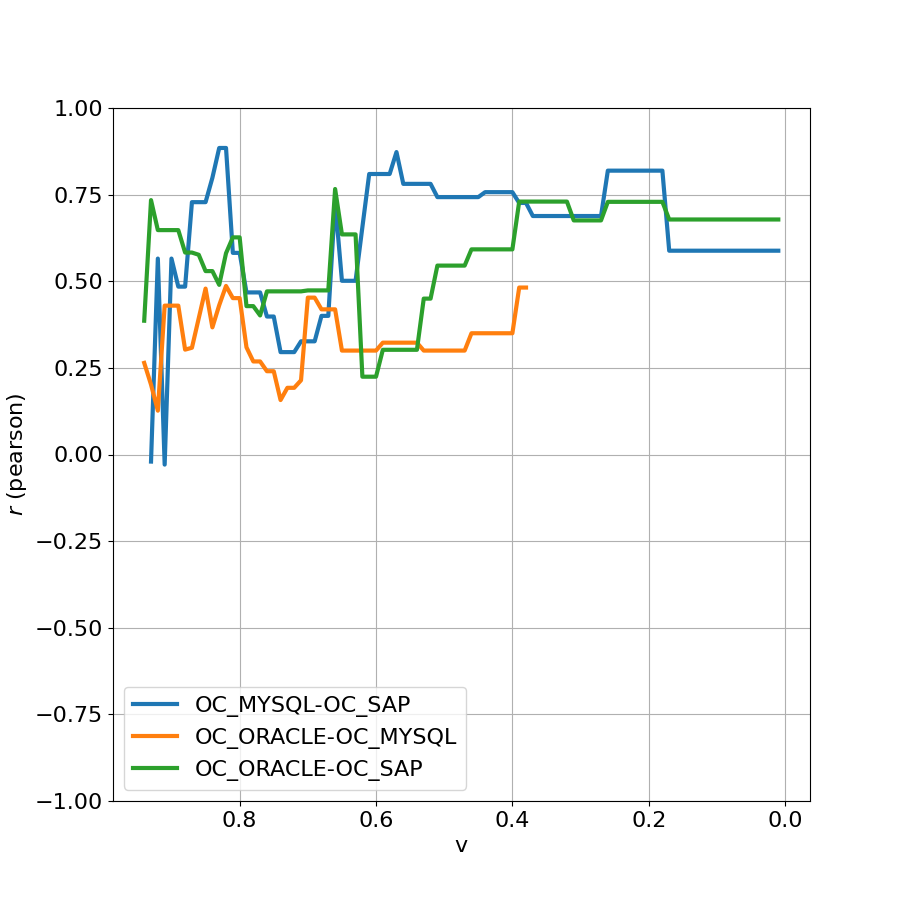 1.00
0.75
0.50
0.25
0.00
−0.25
−0.50
−0.75
−1.00
r (pearson)
OC_MYSQL-OC_SAP
OC_ORACLE-OC_MYSQL
OC_ORACLE-OC_SAP
0.8 0.6 0.4 0.2 0.0
v